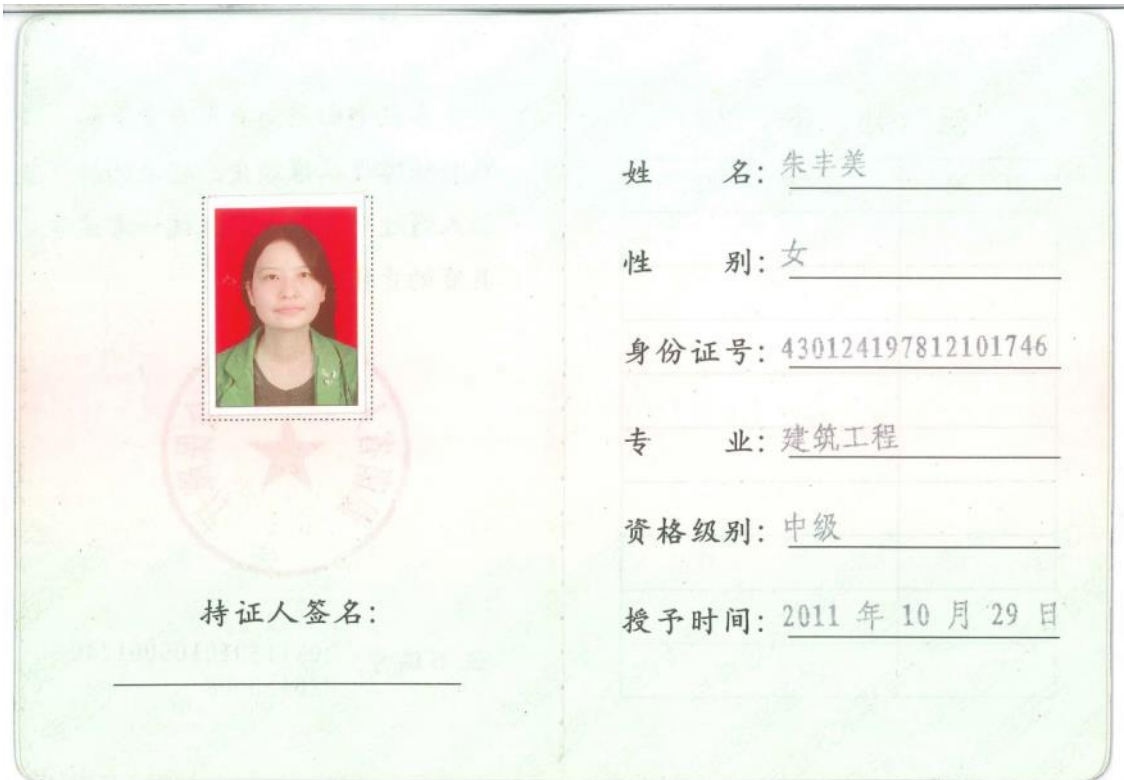 持证人签名:
姓 名: 朱丰美
性 别: 女
身份证号: 430124197812101746
专 业: 建筑工程
资格级别: 中级
授予时间: 2011 年 10 月 29 日